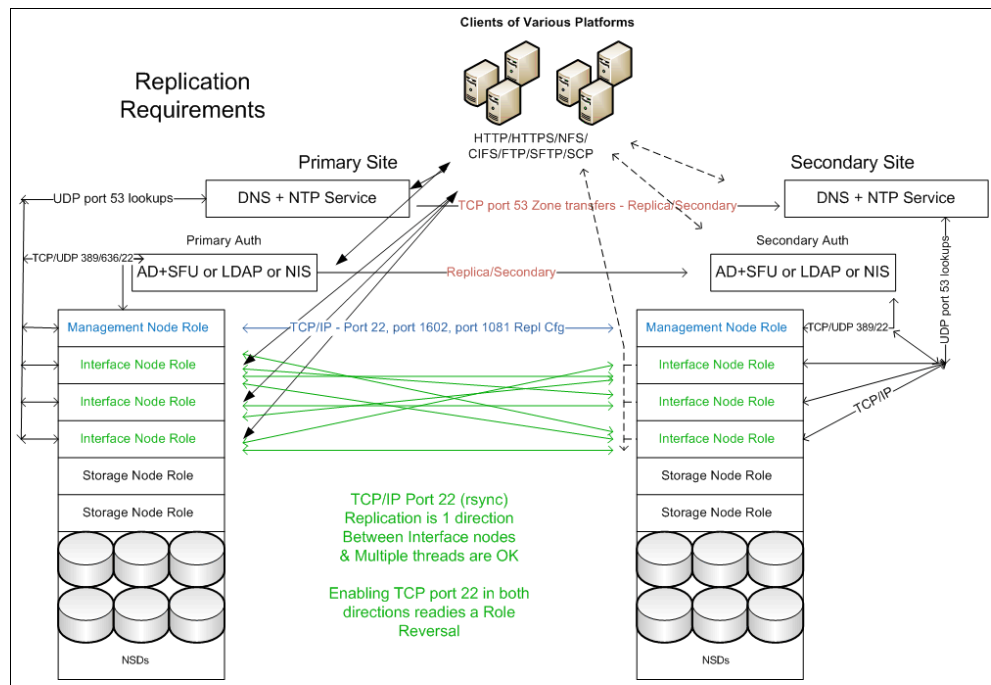 Clients of Various Platforms
Replication
Requirements
HTTP/HTTPS/NFS/
CIFS/FTP/SFTP/SCP
Primary Site
Secondary Site
UDP port 53 lookups
DNS + NTP Service
TCP port 53 Zone transfers - Replica/Secondary
DNS + NTP Service
Primary Auth
Secondary Auth
TCP/UDP 389/636/22
AD+SFU or LDAP or NIS
Replica/Secondary
AD+SFU or LDAP or NIS
UDP port 53 lookups
Management Node Role
TCP/IP - Port 22, port 1602, port 1081 Repl Cfg
Management Node Role
TCP/UDP 389/22
Interface Node Role
Interface Node Role
Interface Node Role
Interface Node Role
TCP/IP
Interface Node Role
Interface Node Role
Storage Node Role
Storage Node Role
Storage Node Role
Storage Node Role
TCP/IP Port 22 (rsync)
Replication is 1 direction
Between Interface nodes
& Multiple threads are OK
Enabling TCP port 22 in both
directions readies a Role
Reversal
NSDs
NSDs